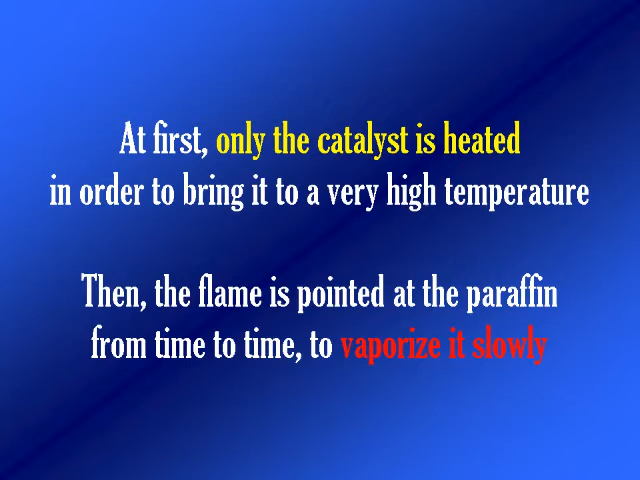 At first, only the catalyst is heated
in order to bring it to a very high temperature
Then, the flame is pointed at the paraffin
from time to time, to vaporize it slowly